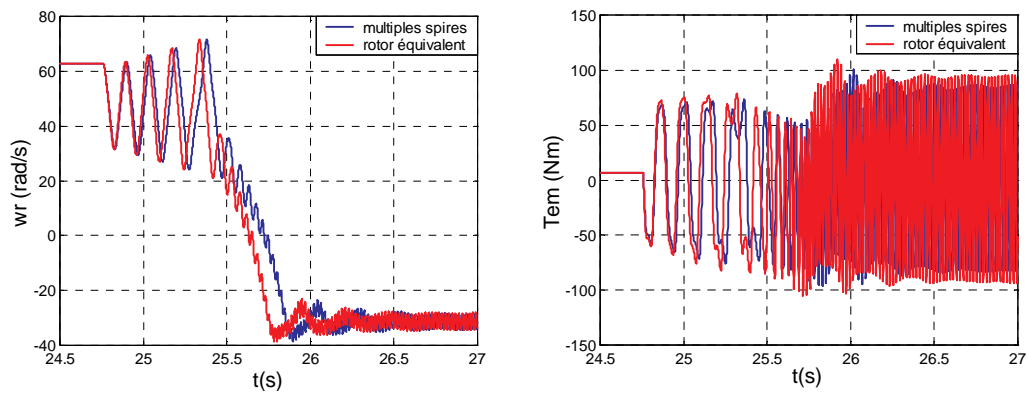 multiples spires
rotor équivalent
80
60
40
20
0
-20
-40
24.5 25 25.5 26 26.5 27
wr (rad/s)
t(s)
multiples spires
rotor équivalent
150
100
50
0
-50
-100
-150
24.5 25 25.5 26 26.5 27
Tem (Nm)
t(s)